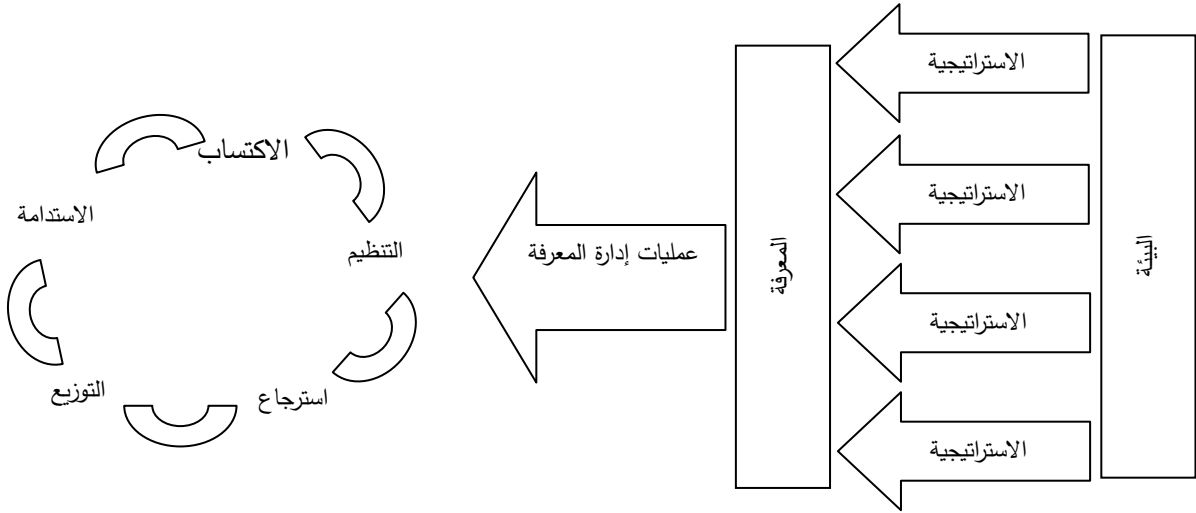 البيئة
الاستراتيجية
الاستراتيجية
الاستراتيجية
الاستراتيجية
المعرفة
عمليات إدارة المعرفة
الاكتساب
التنظيم
استرجاع
التوزيع
الاستدامة